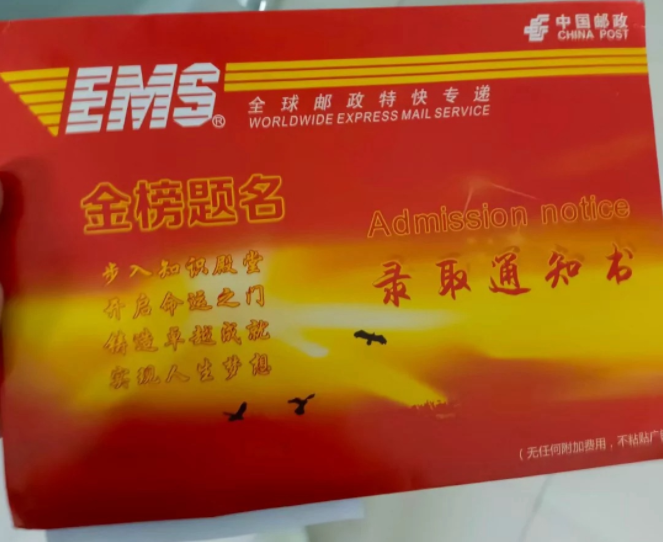 中国邮政
CHINA POST
EMS®
全球邮政特快专递
WORLDWIDE EXPRESS MAIL SERVICE
金榜题名
步入知识殿堂
开启命运之门
铸造卓越成就
实现人生梦想
Admission notice
录取通知书
(无任何附加费用,不粘贴广